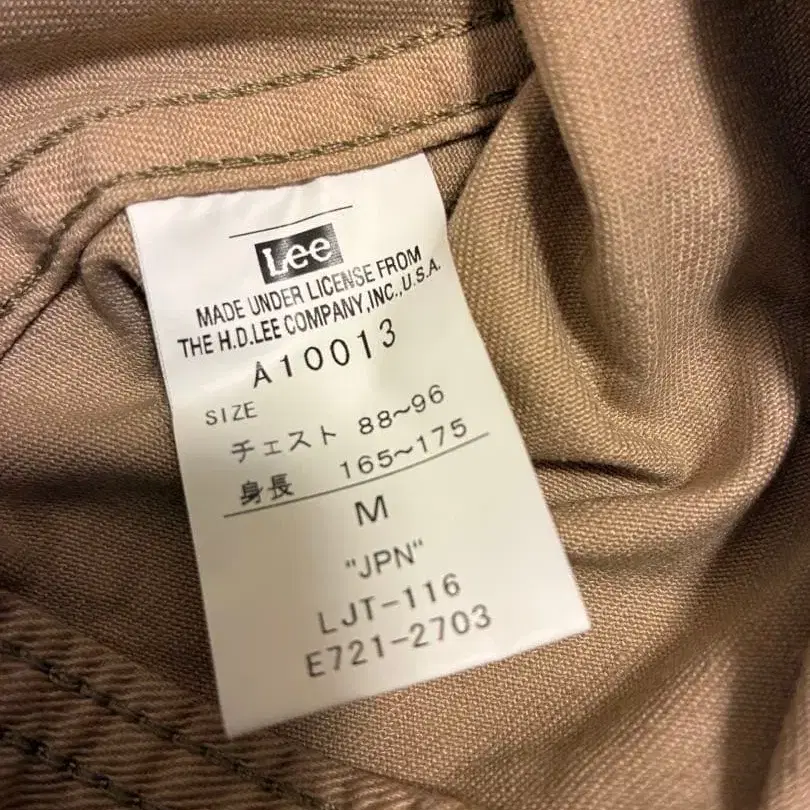 Lee
MADE UNDER LICENSE FROM
THE H.D.LEE COMPANY,INC.,U.S.A.
A10013
SIZE
チェスト 88~96
身長 165~175
M
"JPN"
LJT-116
E721-2703